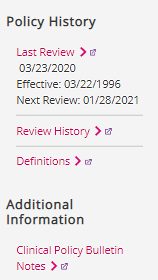 Policy History
Last Review
03/23/2020
Effective: 03/22/1996
Next Review: 01/28/2021
Review History
Definitions
Additional
Information
Clinical Policy Bulletin
Notes